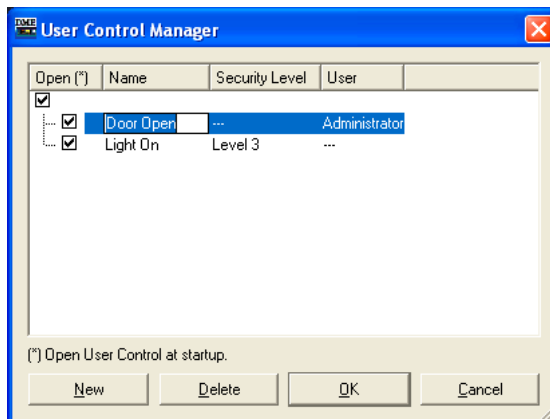 DME User Control Manager
Open (*) Name Security Level User
Door Open --- Administrator
Light On Level 3 ---
(*) Open User Control at startup.
New Delete OK Cancel